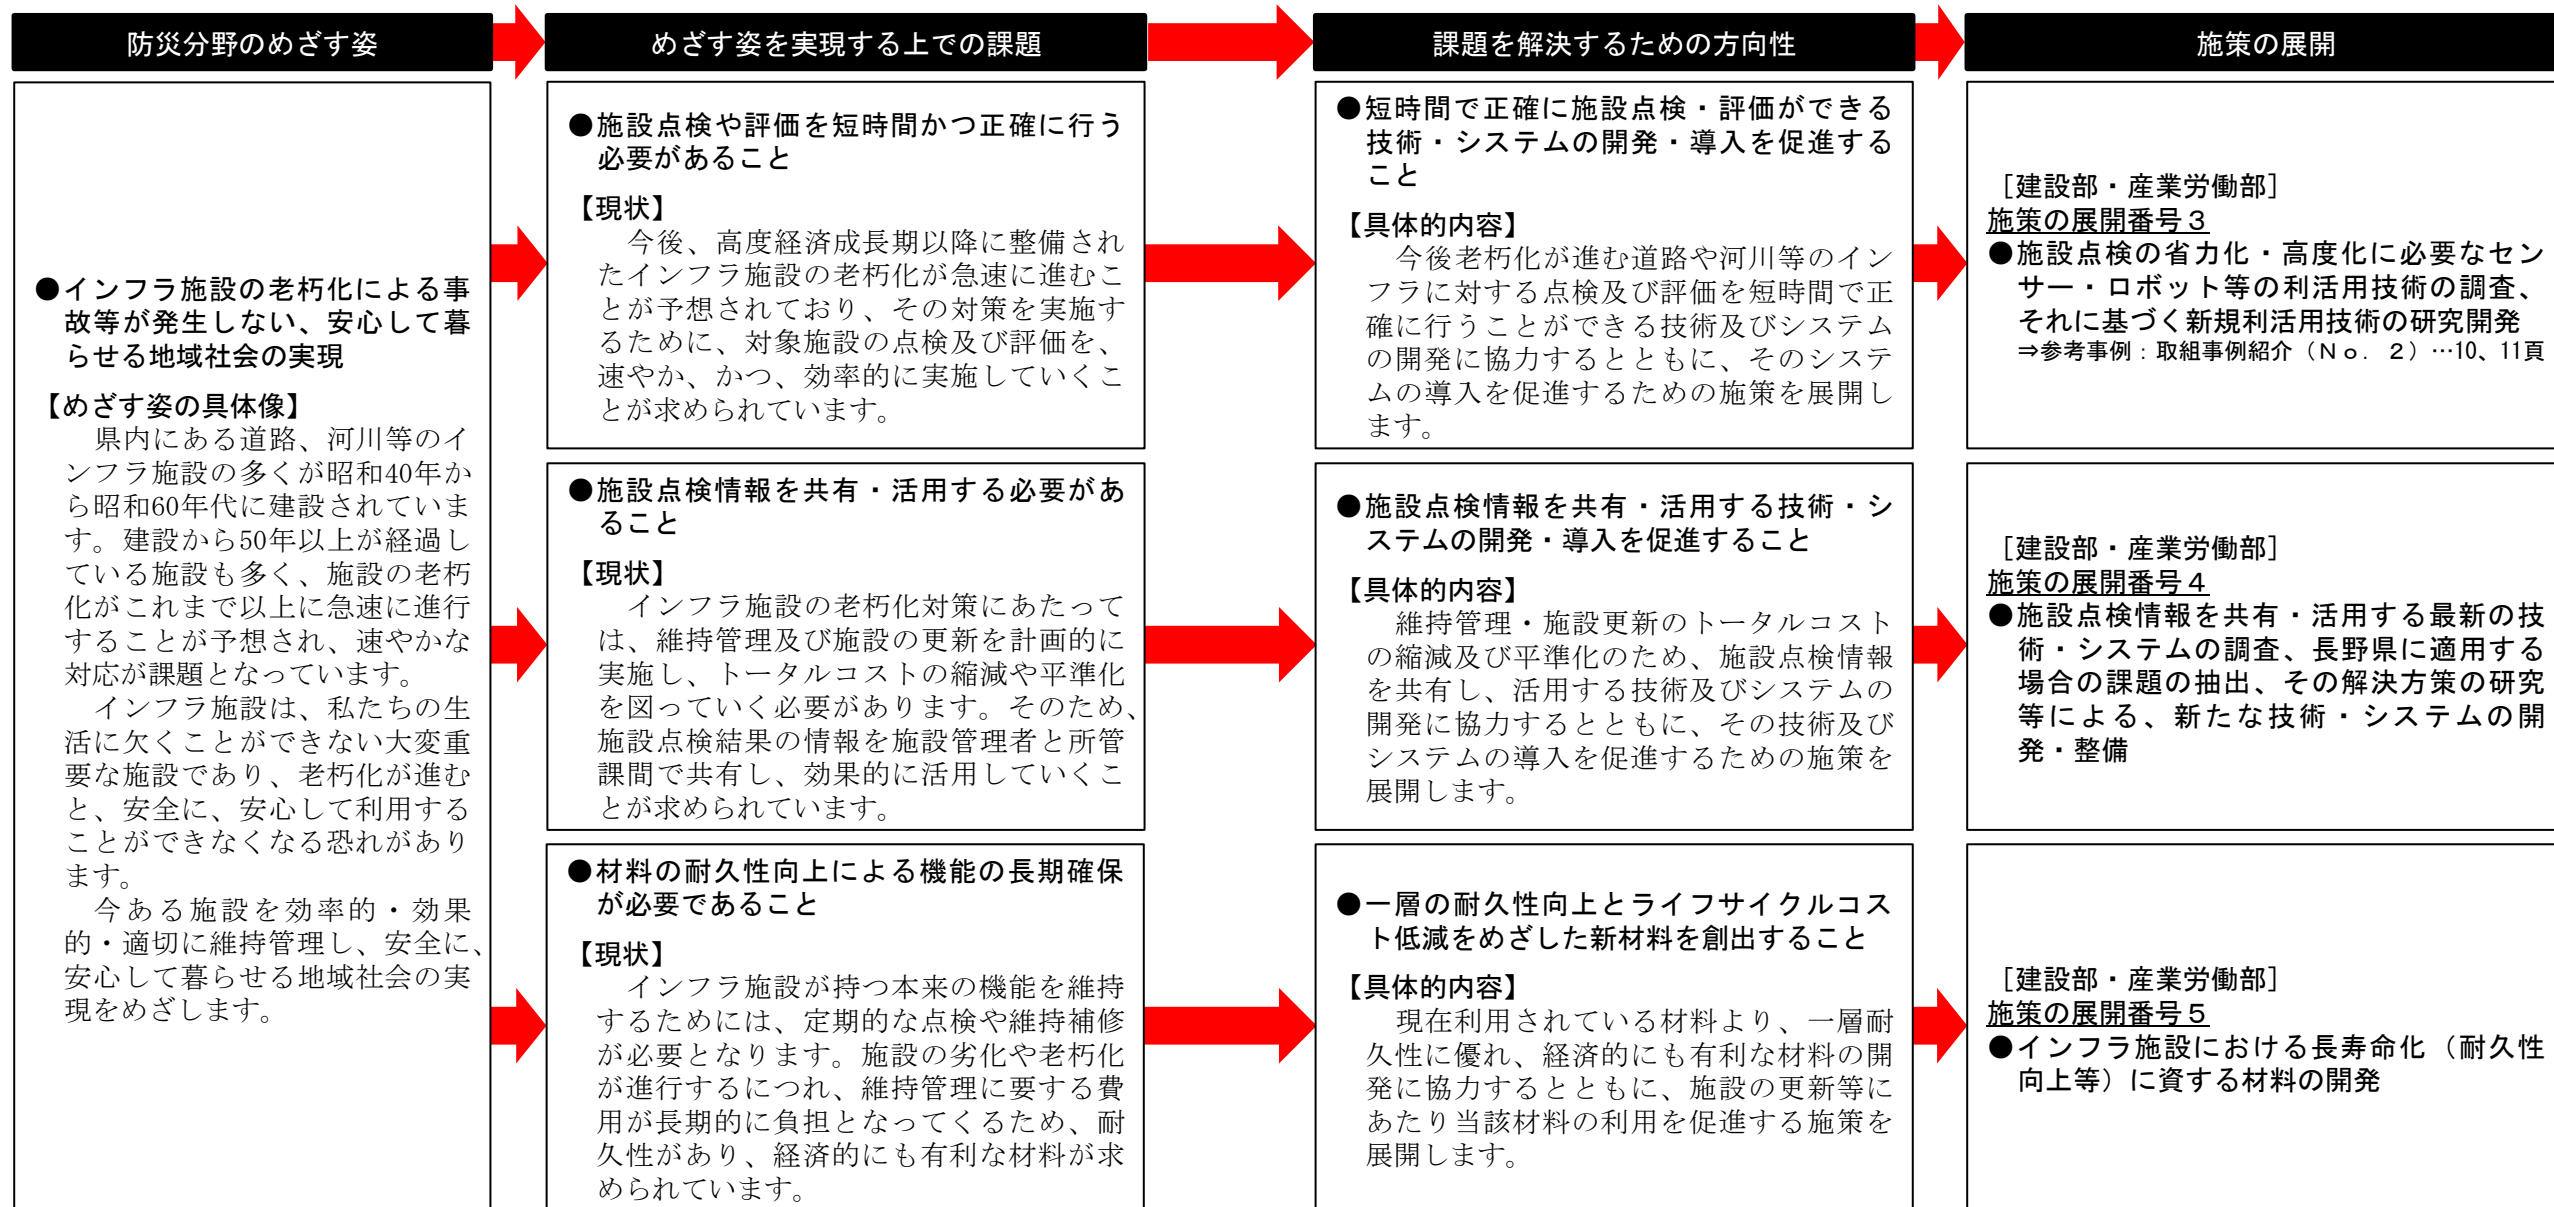 防災分野のめざす姿
めざす姿を実現する上での課題
課題を解決するための方向性
施策の展開
●インフラ施設の老朽化による事
故等が発生しない、安心して暮
らせる地域社会の実現
【めざす姿の具体像】
県内にある道路、河川等のイ
ンフラ施設の多くが昭和40年か
ら昭和60年代に建設されていま
す。建設から50年以上が経過し
ている施設も多く、施設の老朽
化がこれまで以上に急速に進行
することが予想され、速やかな
対応が課題となっています。
インフラ施設は、私たちの生
活に欠くことができない大変重
要な施設であり、老朽化が進む
と、安全に、安心して利用する
ことができなくなる恐れがあり
ます。
今ある施設を効率的・効果
的・適切に維持管理し、安全に、
安心して暮らせる地域社会の実
現をめざします。
●施設点検や評価を短時間かつ正確に行う
必要があること
【現状】
今後、高度経済成長期以降に整備され
たインフラ施設の老朽化が急速に進むこ
とが予想されており、その対策を実施す
るために、対象施設の点検及び評価を、
速やか、かつ、効率的に実施していくこ
とが求められています。
●短時間で正確に施設点検・評価ができる
技術・システムの開発・導入を促進する
こと
【具体的内容】
今後老朽化が進む道路や河川等のイン
フラに対する点検及び評価を短時間で正
確に行うことができる技術及びシステム
の開発に協力するとともに、そのシステ
ムの導入を促進するための施策を展開し
ます。
［建設部・産業労働部］
施策の展開番号３
●施設点検の省力化・高度化に必要なセン
サー・ロボット等の利活用技術の調査、
それに基づく新規利活用技術の研究開発
⇒参考事例：取組事例紹介（Ｎｏ．２）…10、11頁
●施設点検情報を共有・活用する必要があ
ること
【現状】
インフラ施設の老朽化対策にあたって
は、維持管理及び施設の更新を計画的に
実施し、トータルコストの縮減や平準化
を図っていく必要があります。そのため、
施設点検結果の情報を施設管理者と所管
課間で共有し、効果的に活用していくこ
とが求められています。
●施設点検情報を共有・活用する技術・シ
ステムの開発・導入を促進すること
【具体的内容】
維持管理・施設更新のトータルコスト
の縮減及び平準化のため、施設点検情報
を共有し、活用する技術及びシステムの
開発に協力するとともに、その技術及び
システムの導入を促進するための施策を
展開します。
［建設部・産業労働部］
施策の展開番号４
●施設点検情報を共有・活用する最新の技
術・システムの調査、長野県に適用する
場合の課題の抽出、その解決方策の研究
等による、新たな技術・システムの開
発・整備
●材料の耐久性向上による機能の長期確保
が必要であること
【現状】
インフラ施設が持つ本来の機能を維持
するためには、定期的な点検や維持補修
が必要となります。施設の劣化や老朽化
が進行するにつれ、維持管理に要する費
用が長期的に負担となってくるため、耐
久性があり、経済的にも有利な材料が求
められています。
●一層の耐久性向上とライフサイクルコス
ト低減をめざした新材料を創出すること
【具体的内容】
現在利用されている材料より、一層耐
久性に優れ、経済的にも有利な材料の開
発に協力するとともに、施設の更新等に
あたり当該材料の利用を促進する施策を
展開します。
［建設部・産業労働部］
施策の展開番号５
●インフラ施設における長寿命化（耐久性
向上等）に資する材料の開発